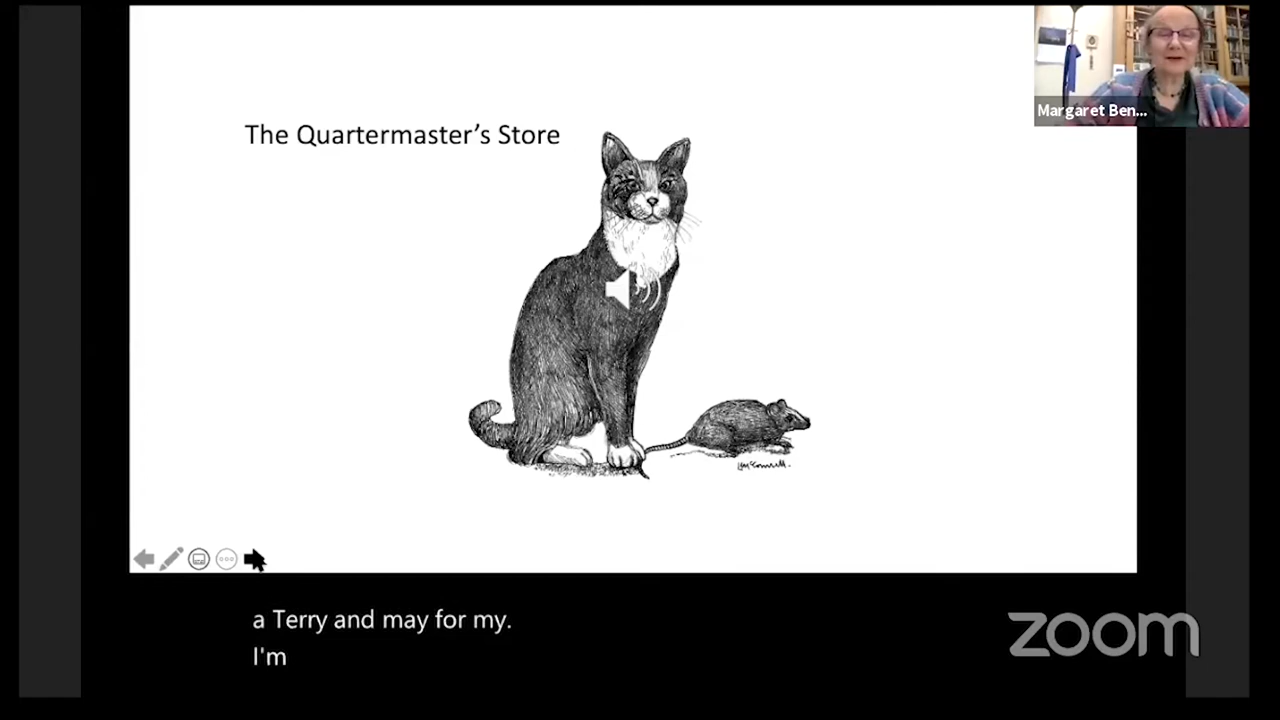 Margaret Ben...
The Quartermaster's Store
a Terry and may for my.
I'm
zoom